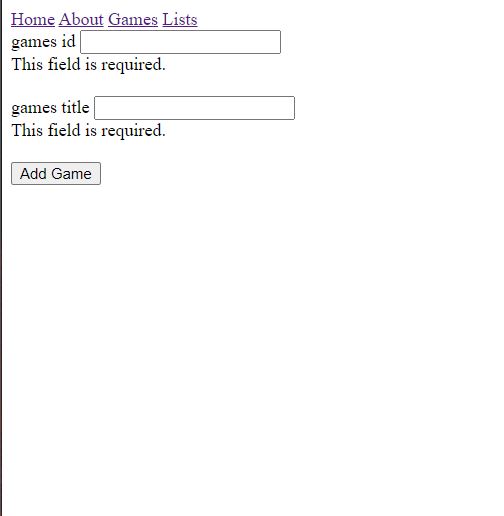 Home About Games Lists
games id
This field is required.
games title
This field is required.
Add Game